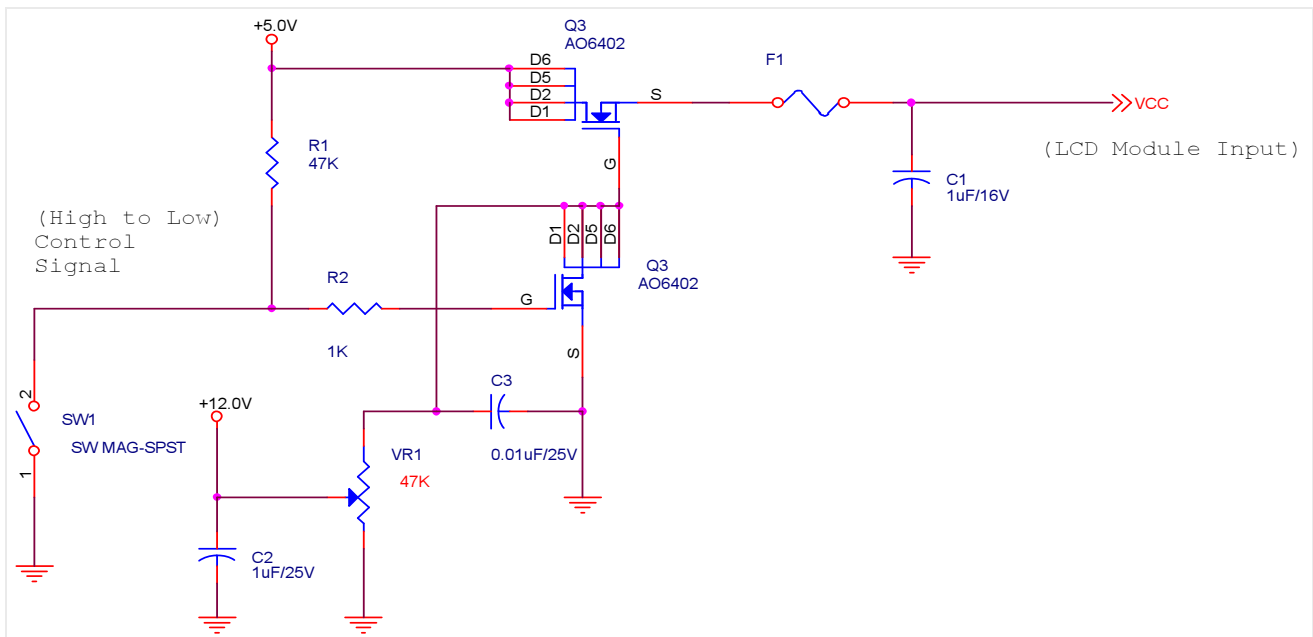 +5.0V
Q3
AO6402
D6
D5
D2
D1
S
G
F1
VCC
(LCD Module Input)
C1
1uF/16V
R1
47K
(High to Low)
Control
Signal
D1
D2
D5
D6
Q3
AO6402
R2
1K
G
S
2
SW1
SW MAG-SPST
1
+12.0V
C3
0.01uF/25V
VR1
47K
C2
1uF/25V